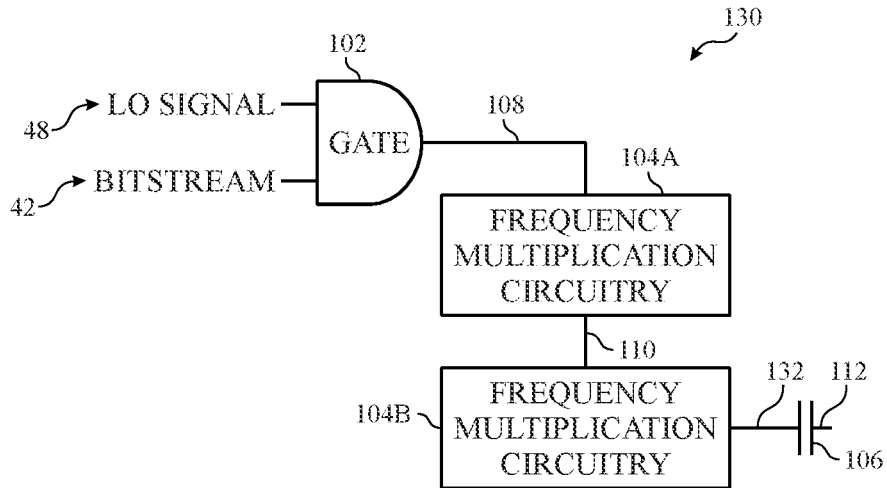 130
102
LO SIGNAL
48
GATE
108
BITSTREAM
42
104A
FREQUENCY
MULTIPLICATION
CIRCUITRY
110
104B
FREQUENCY
MULTIPLICATION
CIRCUITRY
132
112
106